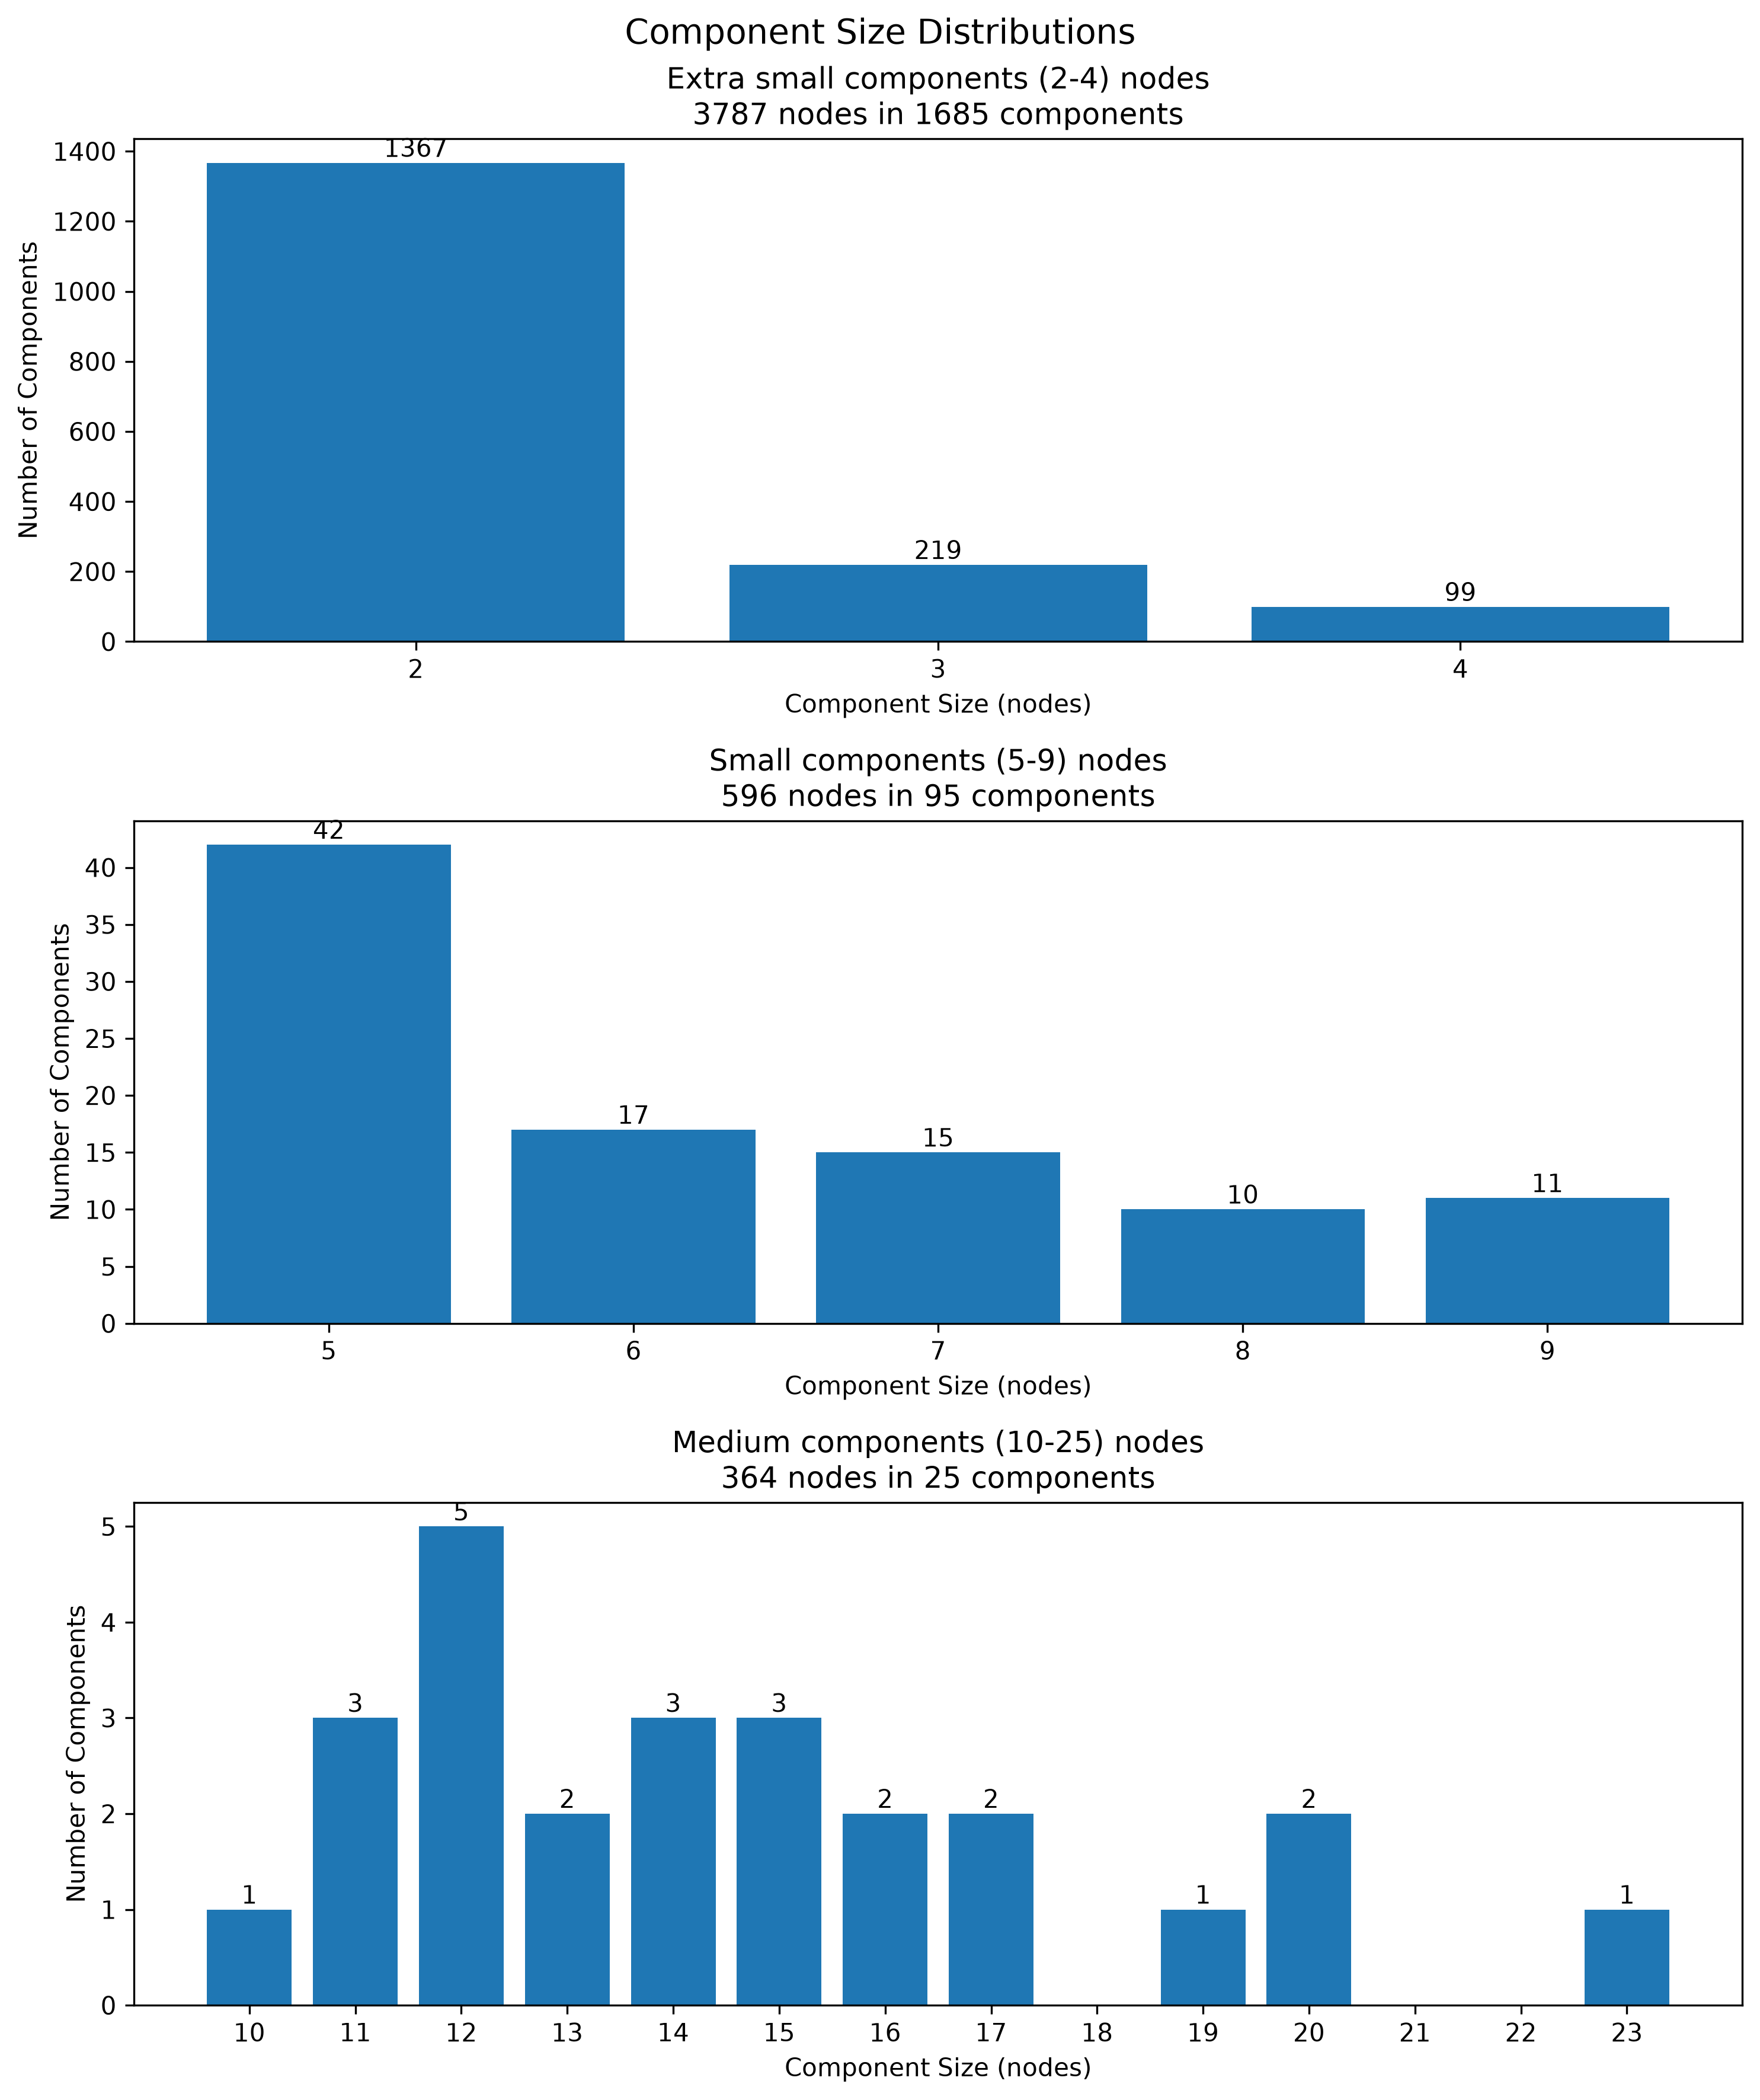 Component Size Distributions
Extra small components (2-4) nodes
3787 nodes in 1685 components
1400
1200
1000
800
600
400
200
0
Number of Components
1367
219
99
2 3 4
Component Size (nodes)
Small components (5-9) nodes
596 nodes in 95 components
40
35
30
25
20
15
10
5
0
Number of Components
42
17
15
10
11
5 6 7 8 9
Component Size (nodes)
Medium components (10-25) nodes
364 nodes in 25 components
5
4
3
2
1
0
Number of Components
1
3
5
2
3
3
2
2
1
2
1
10 11 12 13 14 15 16 17 18 19 20 21 22 23
Component Size (nodes)